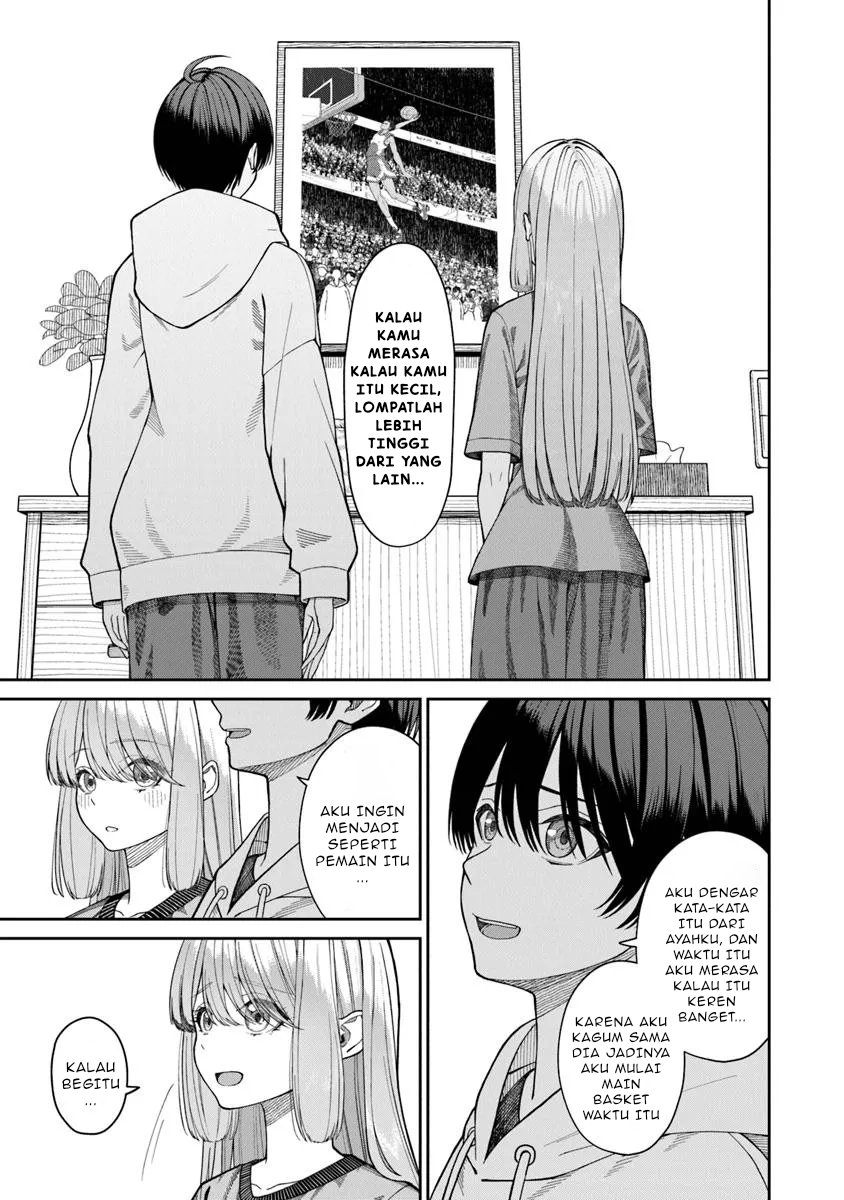 KALAU
KAMU
MERASA
KALAU KAMU
ITU KECIL,
LOMPATLAH
LEBIH
TINGGI
DARI YANG
LAIN...
AKU DENGAR
KATA-KATA
ITU DARI
AYAHKU, DAN
WAKTU ITU
AKU MERASA
KALAU ITU
KEREN
BANGET...
KARENA AKU
KAGUM SAMA
DIA JADINYA
AKU MULAI
MAIN
BASKET
WAKTU ITU
AKU INGIN
MENJADI
SEPERTI
PEMAIN ITU
...
KALAU
BEGITU
...